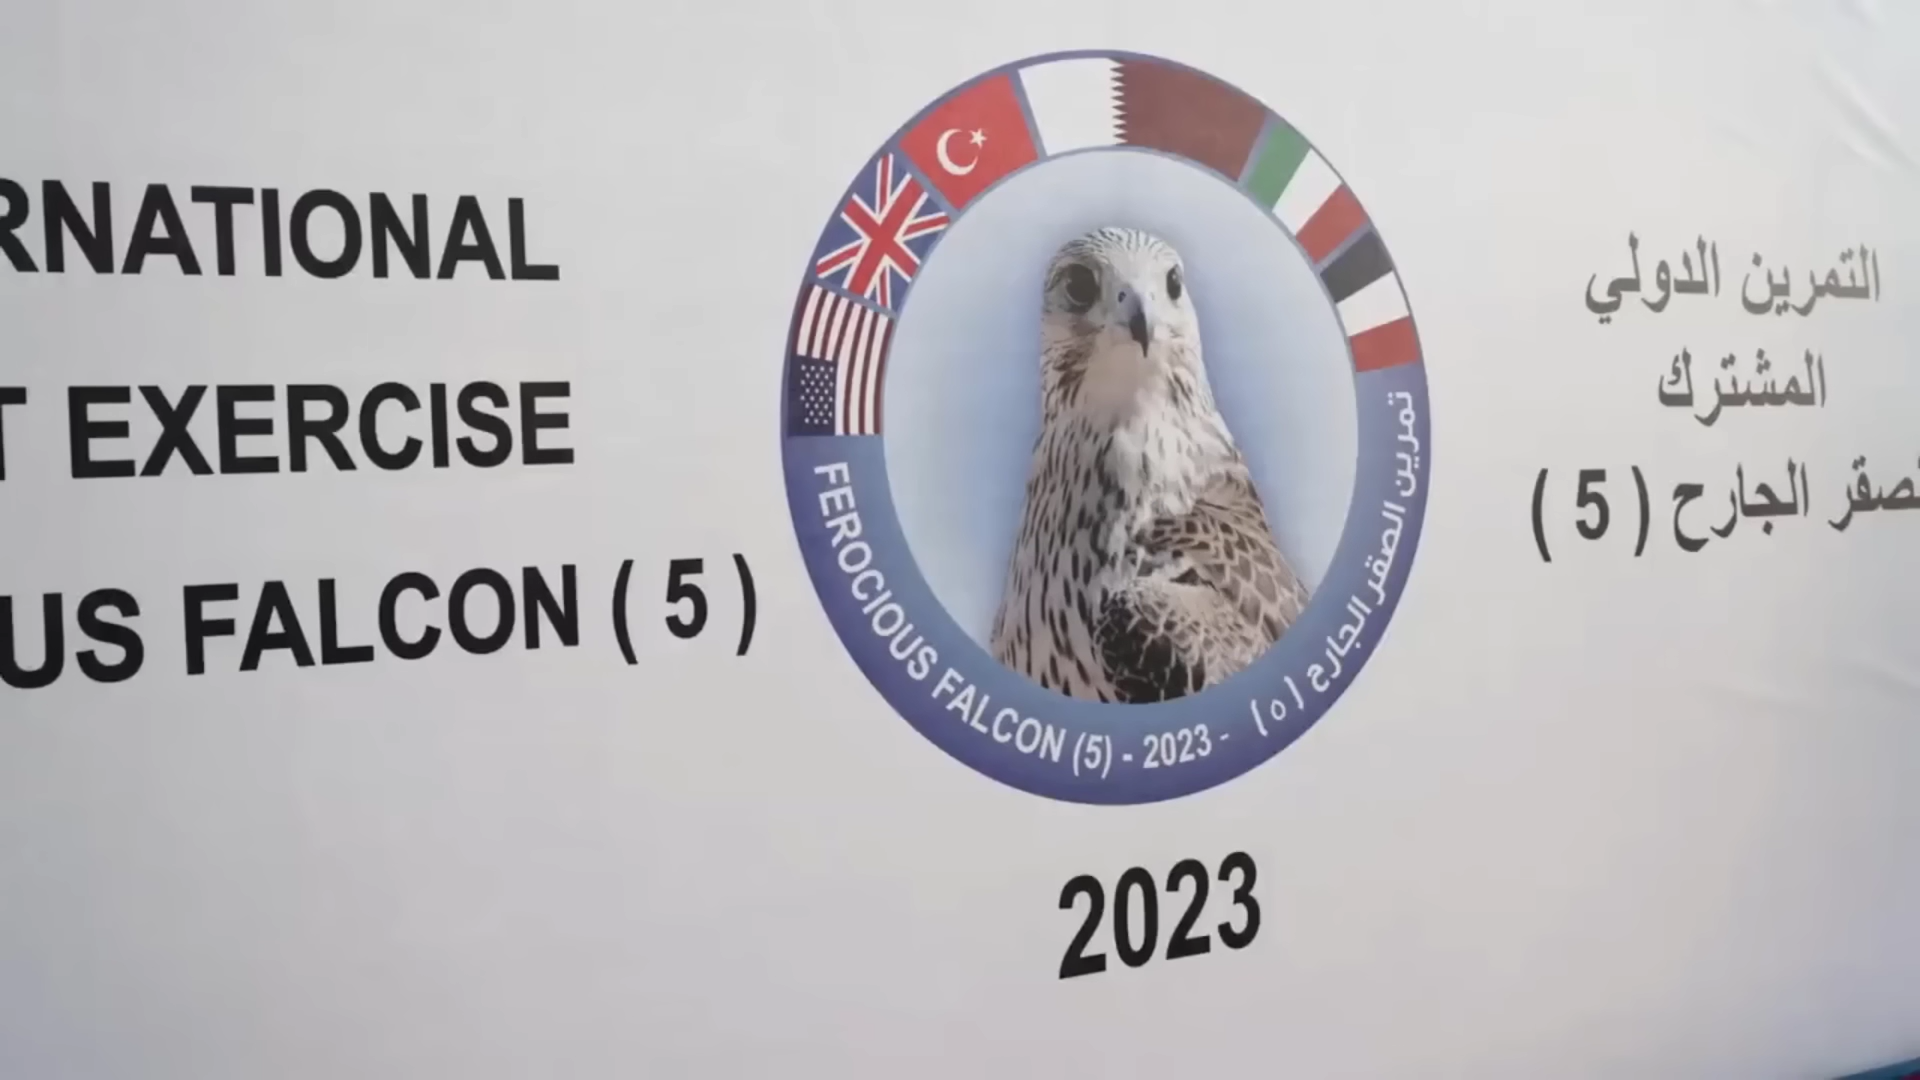 RNATIONAL
T EXERCISE
US FALCON ( 5 )
FEROCIOUS FALCON (5) - 2023 -
تمرين الصقر الجارح (٥)
2023
التمرين الدولي
المشترك
لصقر الجارح ( 5 )